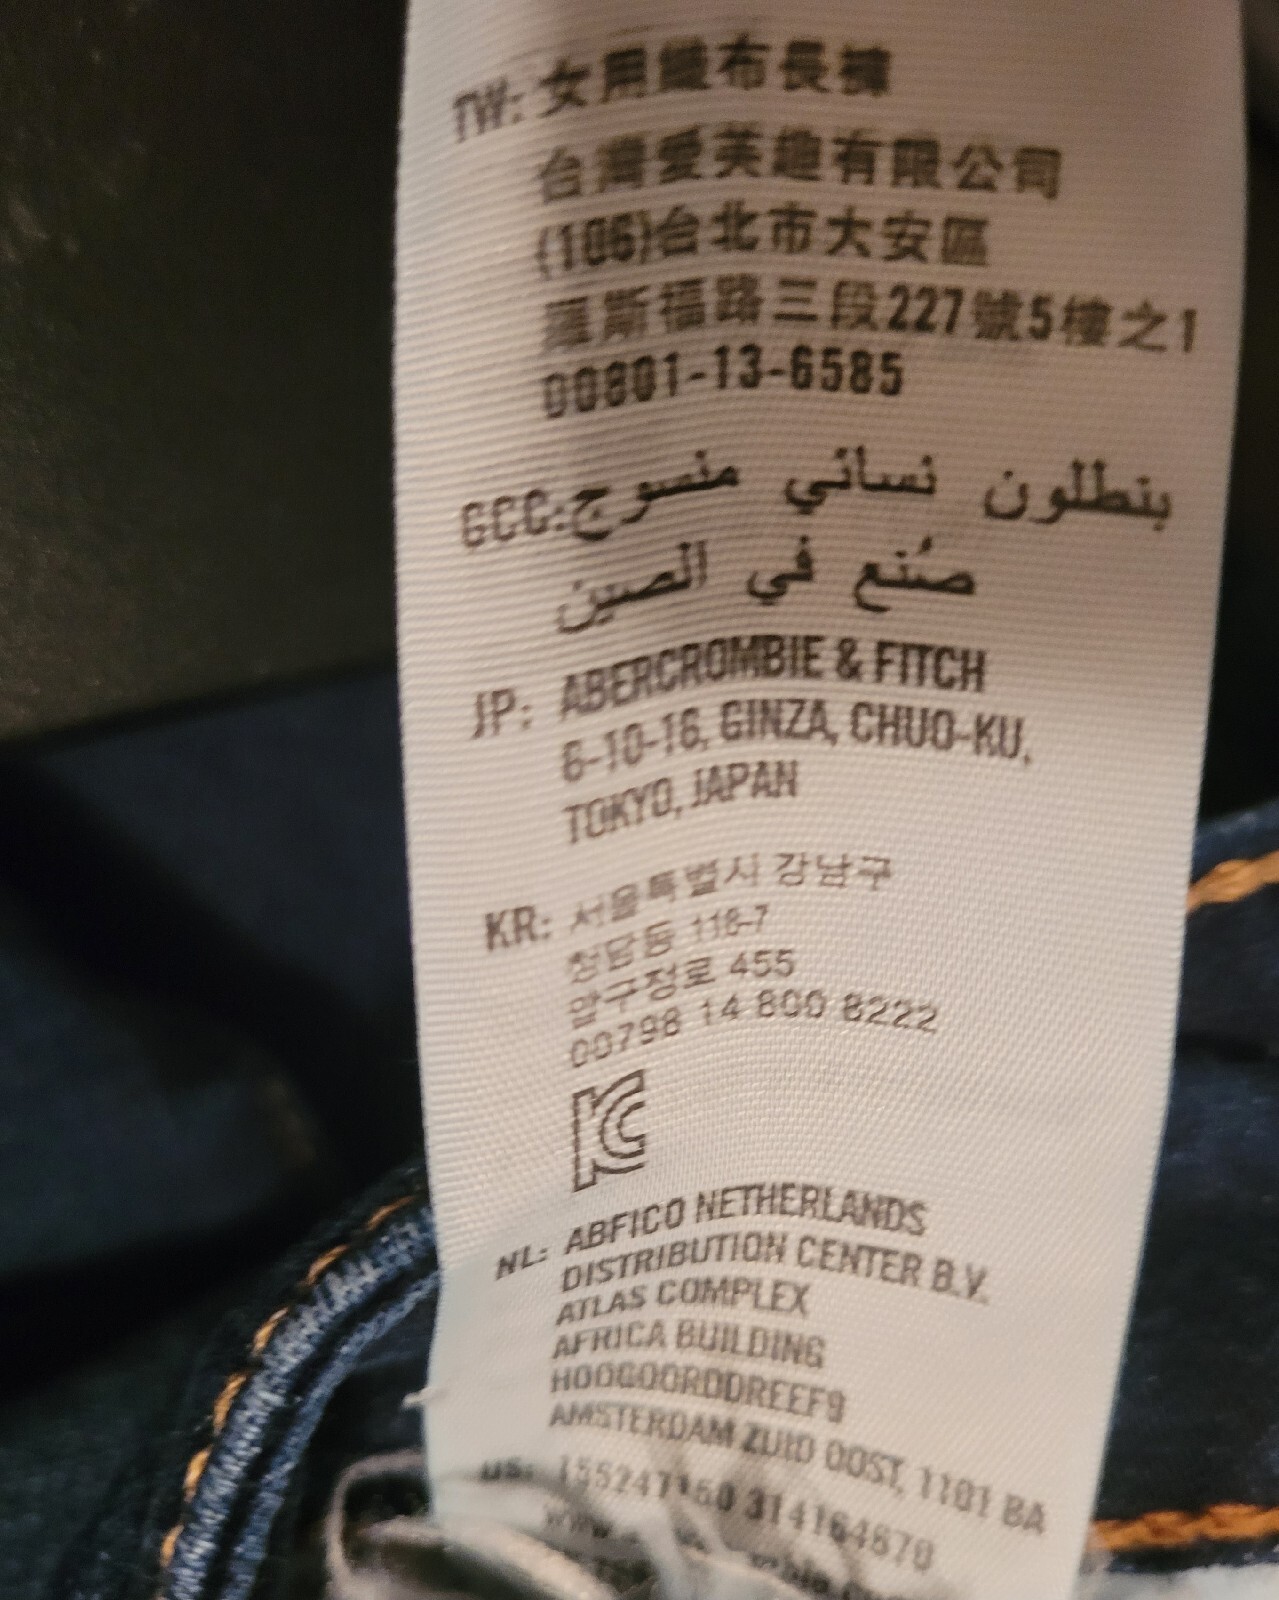 TW: 女用織布長褲
台灣愛芙趣有限公司
(106)台北市大安區
羅斯福路三段227號5樓之1
00801-13-6585
GCC: بنطلون نسائي منسوج
صُنع في الصين
JP: ABERCROMBIE & FITCH
6-10-16, GINZA, CHUO-KU,
TOKYO, JAPAN
KR: 서울특별시 강남구
청담동 118-7
압구정로 455
00798 14 800 8222
KC
NL: ABFICO NETHERLANDS
DISTRIBUTION CENTER B.V.
ATLAS COMPLEX
AFRICA BUILDING
HOOGOORDDREEF9
AMSTERDAM ZUID OOST, 1101 BA
US: 155247160 314164870